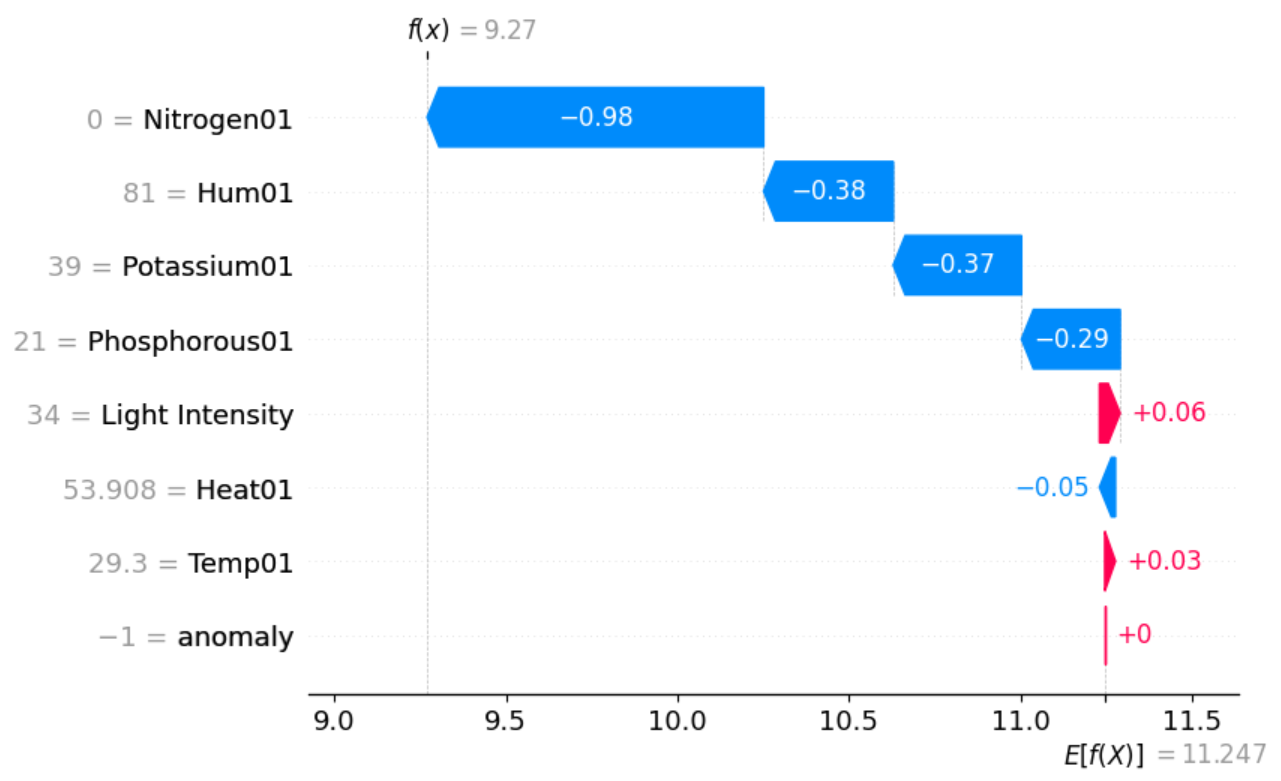 f(x) = 9.27
0 = Nitrogen01 −0.98
81 = Hum01 −0.38
39 = Potassium01 −0.37
21 = Phosphorous01 −0.29
34 = Light Intensity +0.06
53.908 = Heat01 −0.05
29.3 = Temp01 +0.03
−1 = anomaly +0
9.0 9.5 10.0 10.5 11.0 11.5
E[f(X)] = 11.247